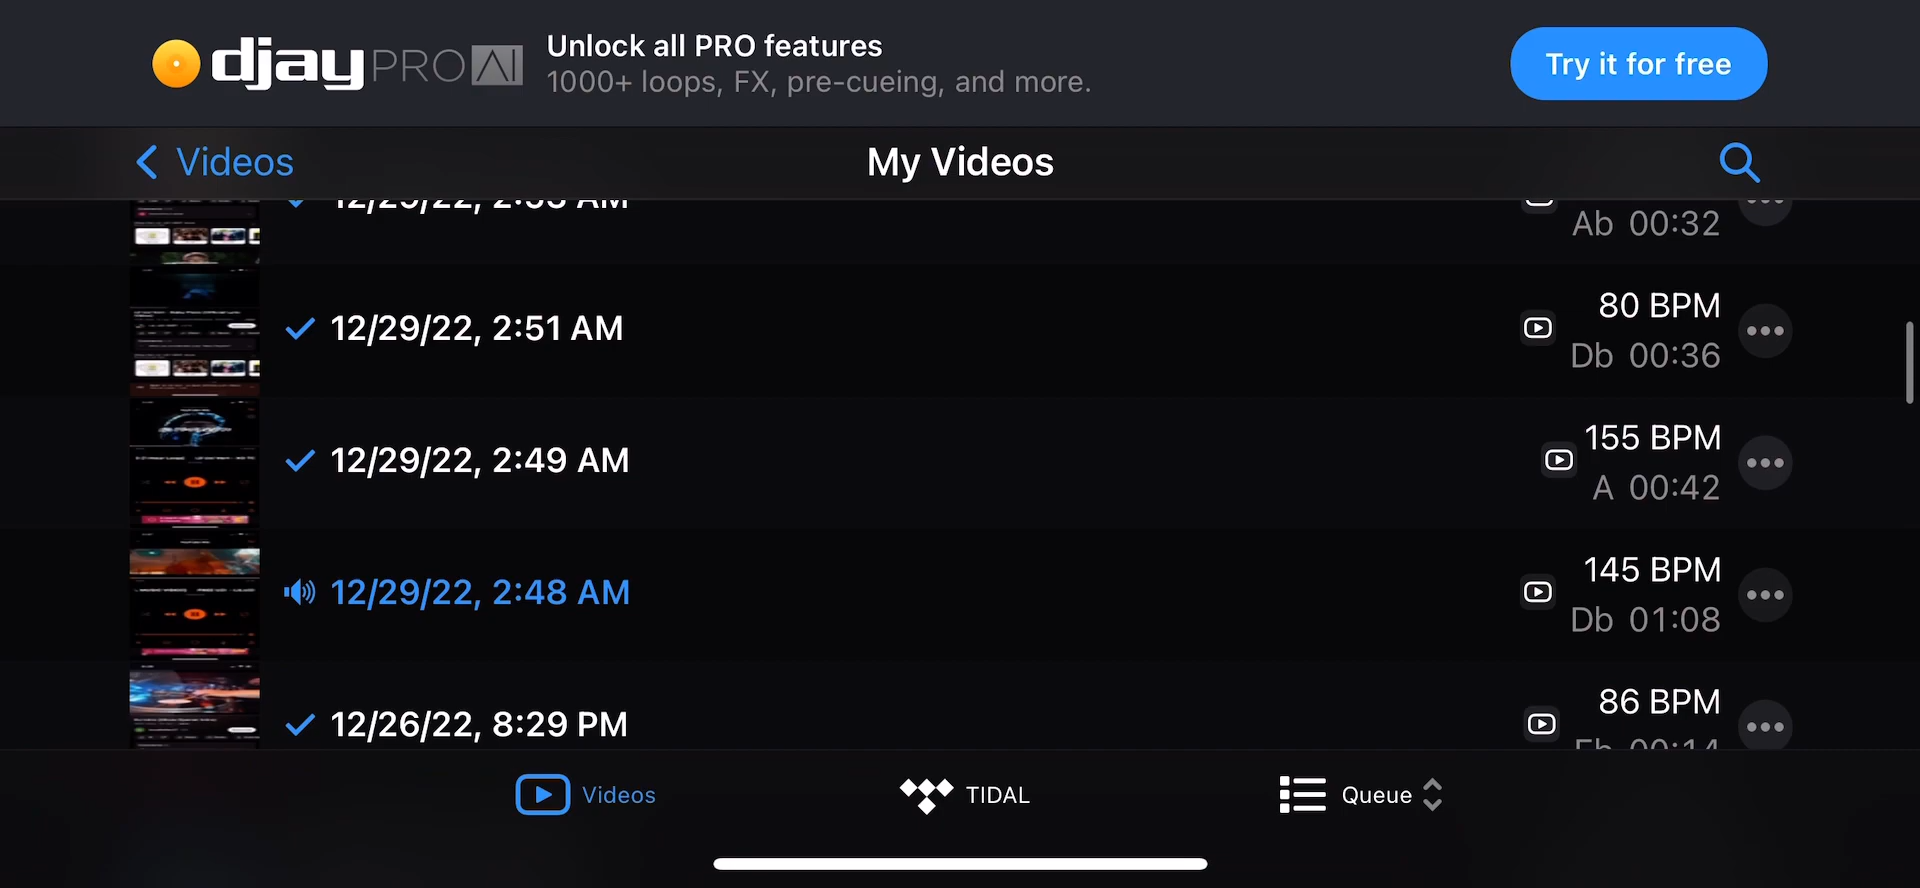 djay PRO AI
Unlock all PRO features
1000+ loops, FX, pre-cueing, and more.
Try it for free
Videos
My Videos
Ab 00:32
12/29/22, 2:51 AM
80 BPM
Db 00:36
12/29/22, 2:49 AM
155 BPM
A 00:42
12/29/22, 2:48 AM
145 BPM
Db 01:08
12/26/22, 8:29 PM
86 BPM
Videos
TIDAL
Queue